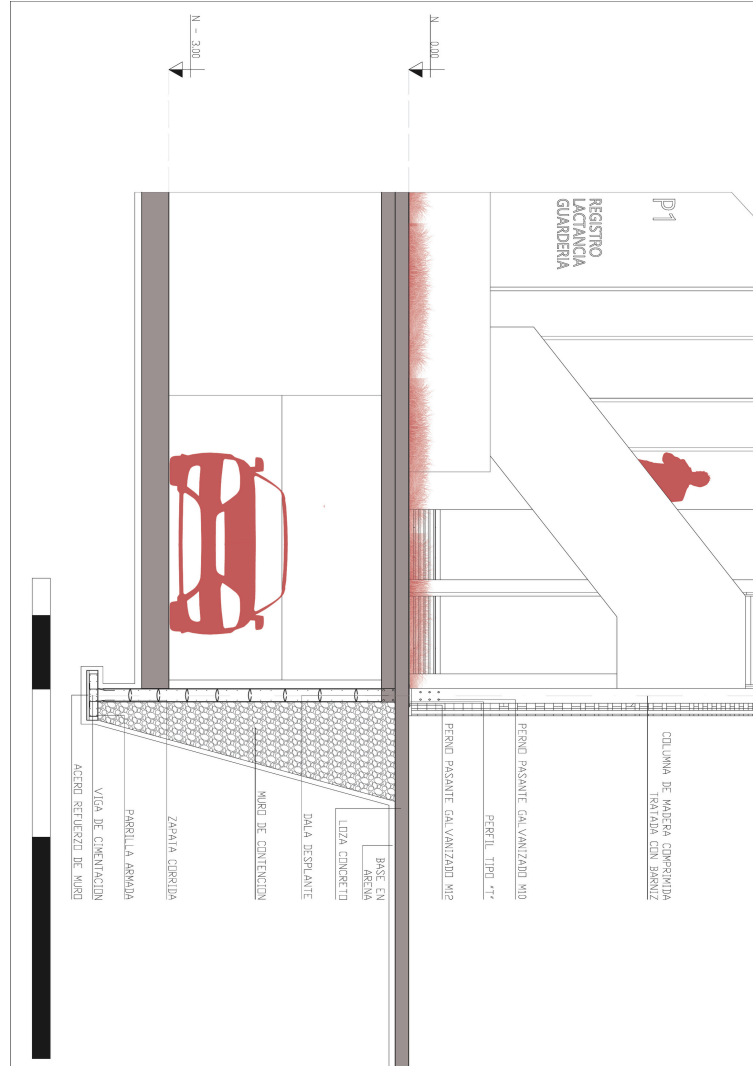 N - 3.00
N 0.00
P1
REGISTRO
LACTANCIA
GUARDERIA
COLUMNA DE MADERA COMPRIMIDA
TRATADA CON BARNIZ
PERNO PASANTE GALVANIZADO M10
PERFIL TIPO "T"
PERNO PASANTE GALVANIZADO M12
BASE EN
ARENA
LOZA CONCRETO
DALA DESPLANTE
MURO DE CONTENCION
ZAPATA CORRIDA
PARRILLA ARMADA
VIGA DE CIMENTACION
ACERO REFUERZO DE MURO